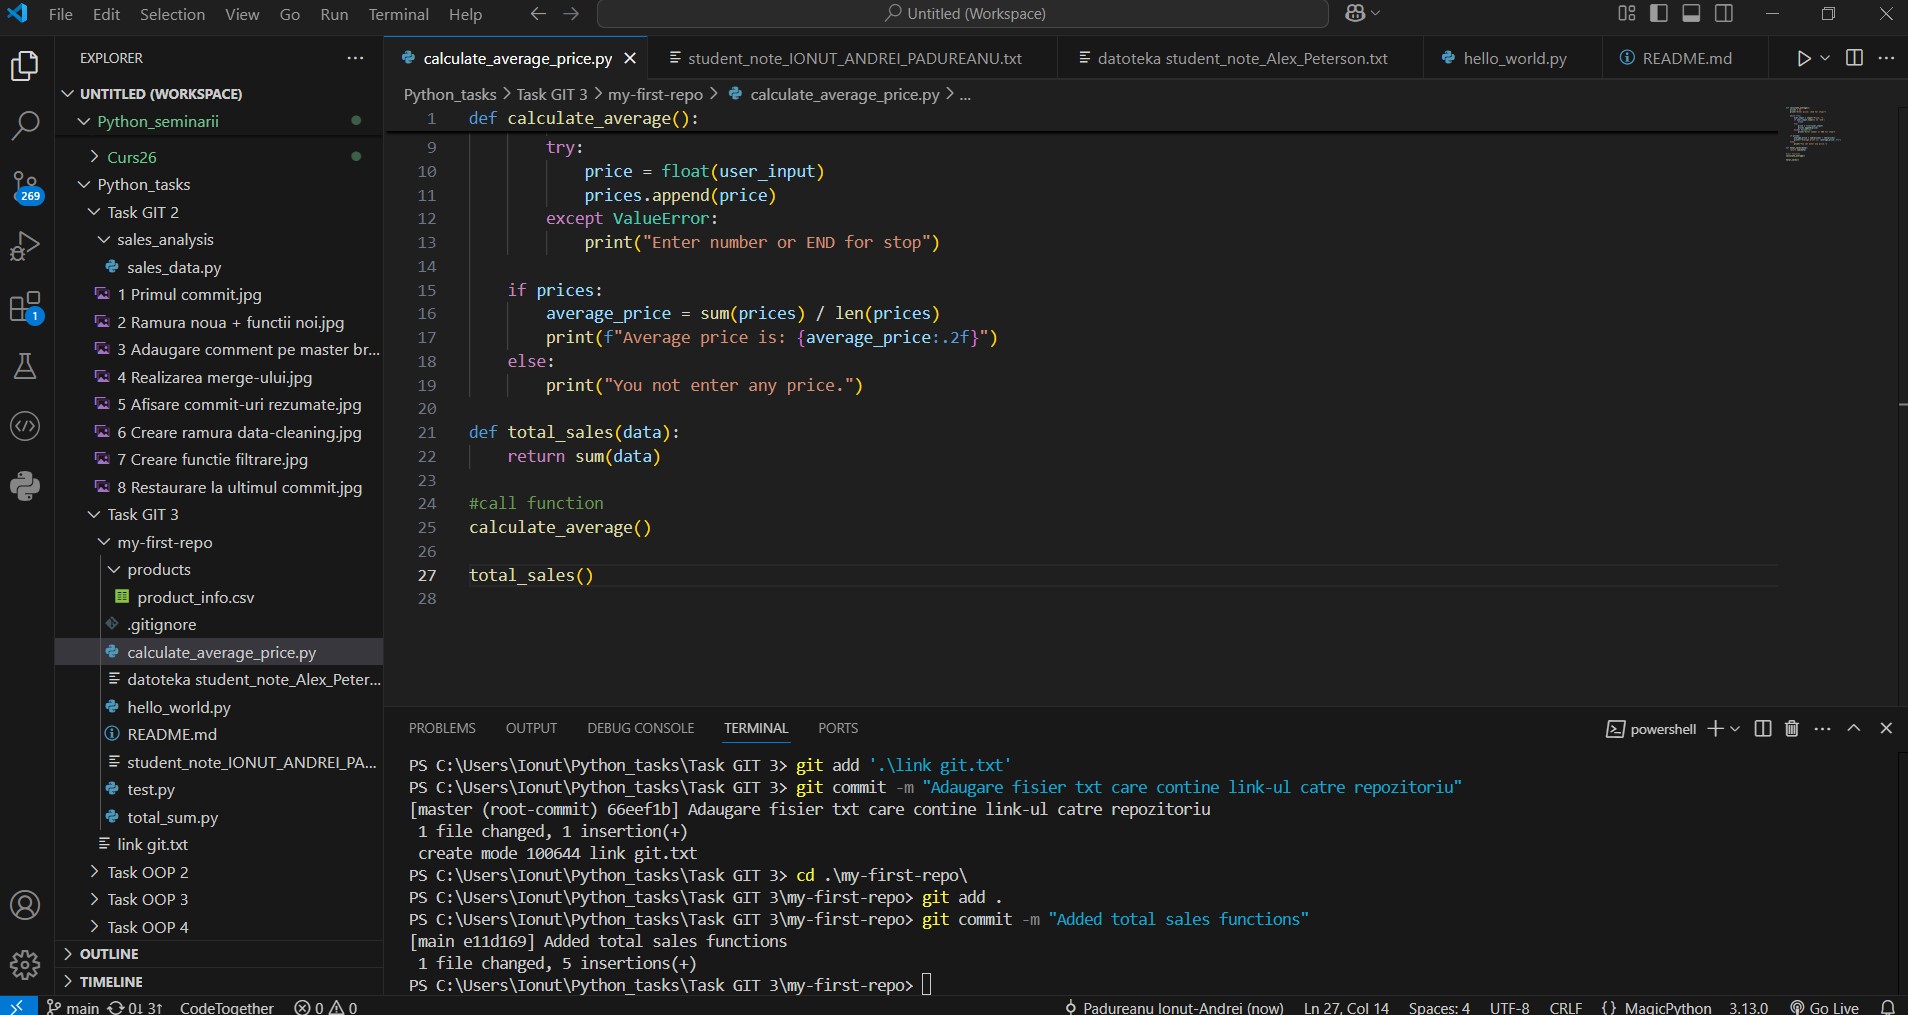 File Edit Selection View Go Run Terminal Help
Untitled (Workspace)
EXPLORER
UNTITLED (WORKSPACE)
Python_seminarii
Curs26
Python_tasks
Task GIT 2
sales_analysis
sales_data.py
1 Primul commit.jpg
2 Ramura noua + functii noi.jpg
3 Adaugare comment pe master br...
4 Realizarea merge-ului.jpg
5 Afisare commit-uri rezumate.jpg
6 Creare ramura data-cleaning.jpg
7 Creare functie filtrare.jpg
8 Restaurare la ultimul commit.jpg
Task GIT 3
my-first-repo
products
product_info.csv
.gitignore
calculate_average_price.py
datoteka student_note_Alex_Peter...
hello_world.py
README.md
student_note_IONUT_ANDREI_PA...
test.py
total_sum.py
link git.txt
Task OOP 2
Task OOP 3
Task OOP 4
OUTLINE
TIMELINE
269
1
calculate_average_price.py student_note_IONUT_ANDREI_PADUREANU.txt datoteka student_note_Alex_Peterson.txt hello_world.py README.md
Python_tasks > Task GIT 3 > my-first-repo > calculate_average_price.py > ...
1 def calculate_average():
9 try:
10 price = float(user_input)
11 prices.append(price)
12 except ValueError:
13 print("Enter number or END for stop")
14
15 if prices:
16 average_price = sum(prices) / len(prices)
17 print(f"Average price is: {average_price:.2f}")
18 else:
19 print("You not enter any price.")
20
21 def total_sales(data):
22 return sum(data)
23
24 #call function
25 calculate_average()
26
27 total_sales()
28
PROBLEMS OUTPUT DEBUG CONSOLE TERMINAL PORTS
powershell
PS C:\Users\Ionut\Python_tasks\Task GIT 3> git add '.\link git.txt'
PS C:\Users\Ionut\Python_tasks\Task GIT 3> git commit -m "Adaugare fisier txt care contine link-ul catre repozitoriu"
[master (root-commit) 66eef1b] Adaugare fisier txt care contine link-ul catre repozitoriu
1 file changed, 1 insertion(+)
create mode 100644 link git.txt
PS C:\Users\Ionut\Python_tasks\Task GIT 3> cd .\my-first-repo\
PS C:\Users\Ionut\Python_tasks\Task GIT 3\my-first-repo> git add .
PS C:\Users\Ionut\Python_tasks\Task GIT 3\my-first-repo> git commit -m "Added total sales functions"
[main e11d169] Added total sales functions
1 file changed, 5 insertions(+)
PS C:\Users\Ionut\Python_tasks\Task GIT 3\my-first-repo>
main 0↓ 3↑ CodeTogether 0 0 Padureanu Ionut-Andrei (now) Ln 27, Col 14 Spaces: 4 UTF-8 CRLF {} MagicPython 3.13.0 Go Live